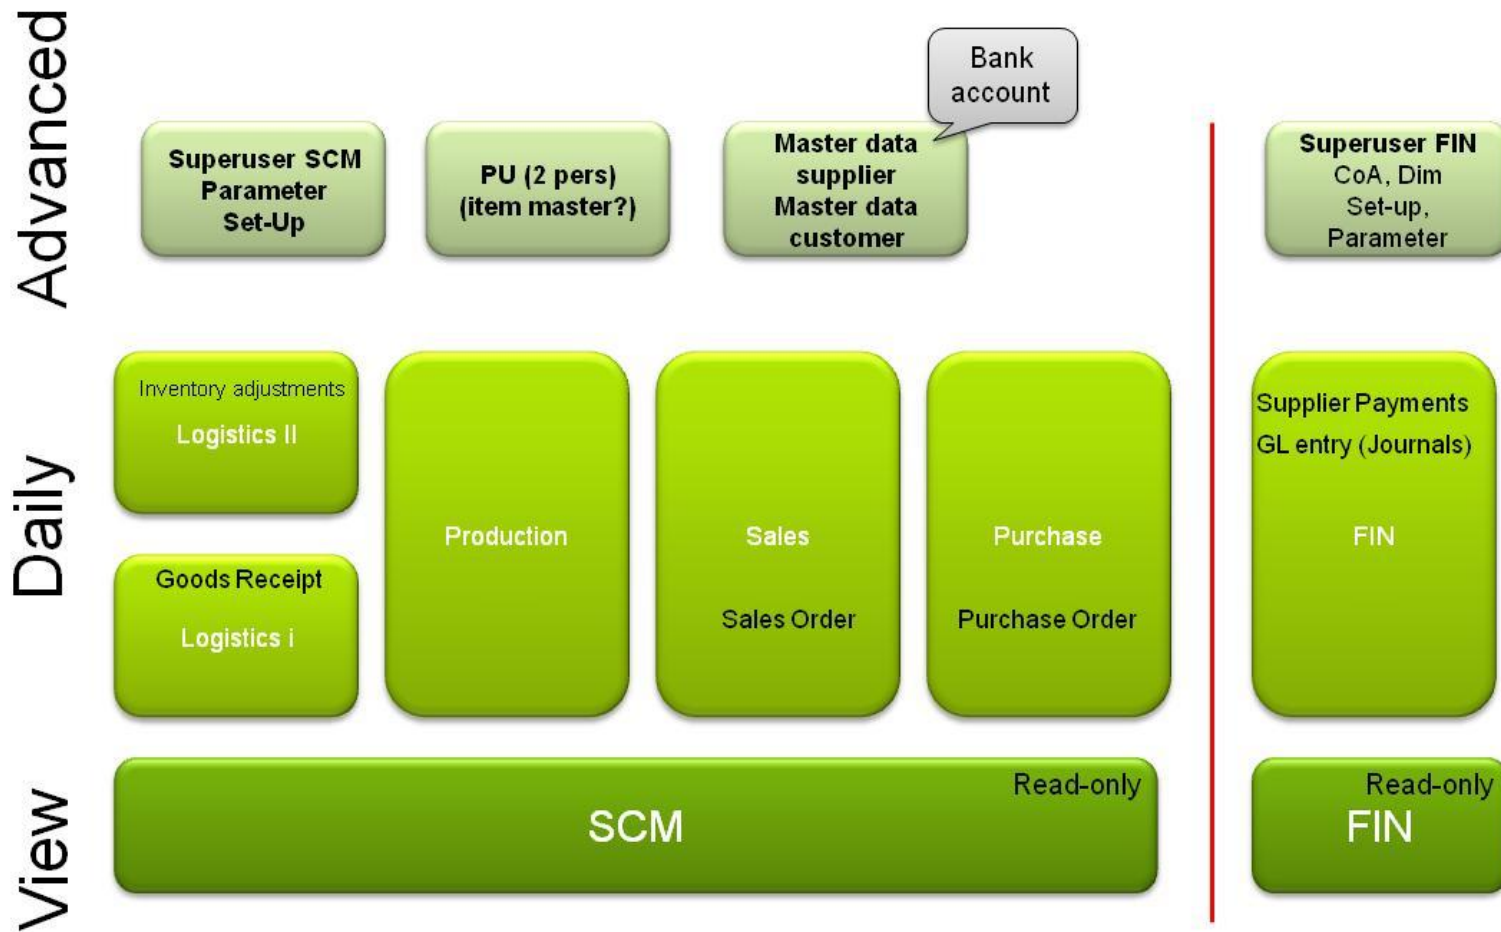 Advanced
Bank
account
Superuser SCM
Parameter
Set-Up
PU (2 pers)
(item master?)
Master data
supplier
Master data
customer
Superuser FIN
CoA, Dim
Set-up,
Parameter
Daily
Inventory adjustments
Logistics II
Goods Receipt
Logistics i
Production
Sales
Sales Order
Purchase
Purchase Order
Supplier Payments
GL entry (Journals)
FIN
View
Read-only
SCM
Read-only
FIN